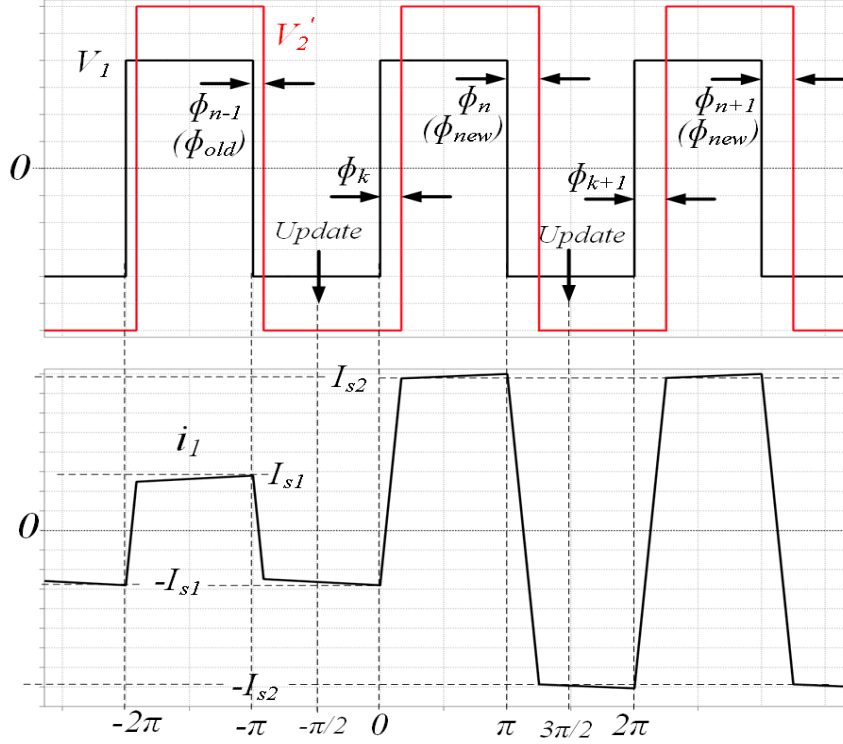 V₂'
V₁
ϕₙ₋₁
(ϕₒₗd)
ϕₙ
(ϕₙₑw)
ϕₙ₊₁
(ϕₙₑw)
0
ϕₖ
ϕₖ₊₁
Update
Update
Iₛ₂
i₁
Iₛ₁
0
-Iₛ₁
-Iₛ₂
-2π
-π
-π/2
0
π
3π/2
2π